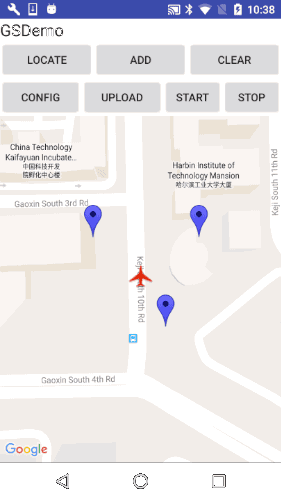 10:38
GSDemo
LOCATE
ADD
CLEAR
CONFIG
UPLOAD
START
STOP
China Technology
Kaifayuan Incubate...
中国科技开发
院孵化中心楼
Harbin Institute of
Technology Mansion
哈尔滨工业大学大厦
Keji South 11th Rd
Gaoxin South 3rd Rd
10th Rd
Gaoxin South 4th Rd
Google